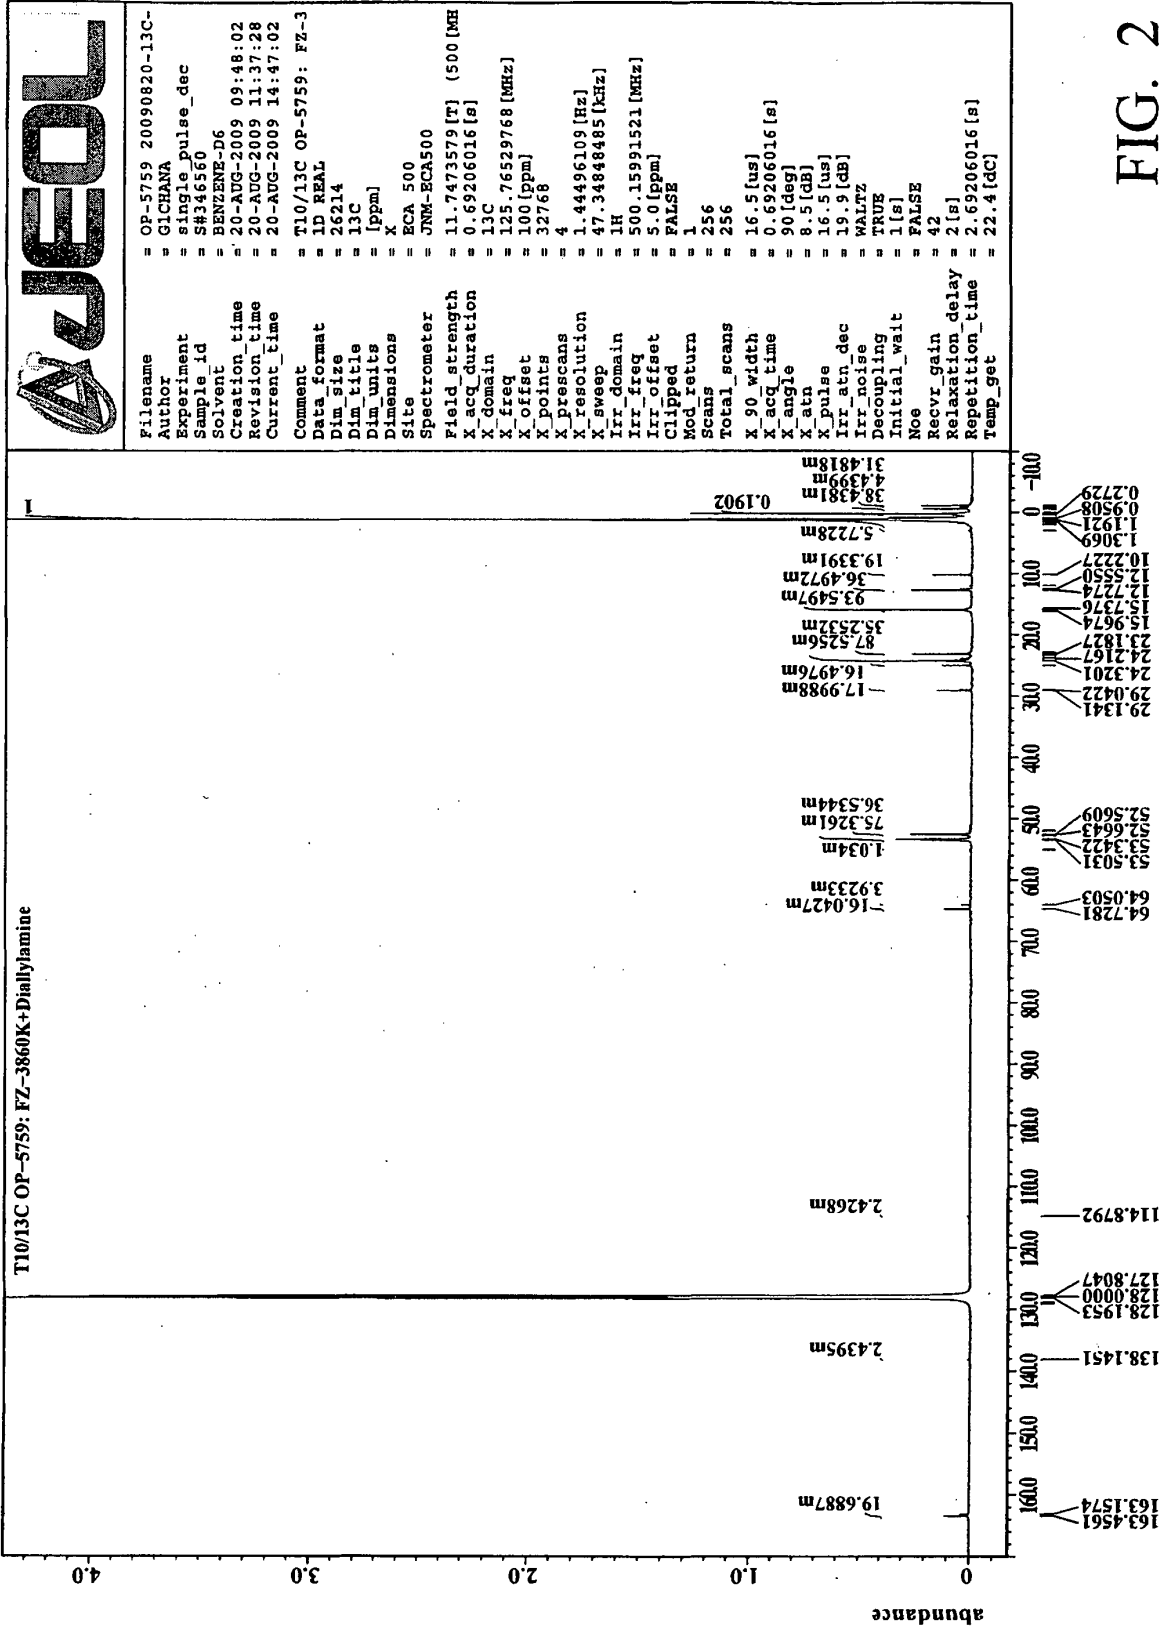 JEOL
Filename = OP-5759 20090820-13C-
Author = G1CHANA
Experiment = single_pulse_dec
Sample_id = S#346560
Solvent = BENZENE-D6
Creation_time = 20-AUG-2009 09:48:02
Revision_time = 20-AUG-2009 11:37:28
Current_time = 20-AUG-2009 14:47:02
Comment = T10/13C OP-5759: FZ-3
Data_format = 1D REAL
Dim_size = 26214
Dim_title = 13C
Dim_units = [ppm]
Dimensions = X
Site = ECA 500
Spectrometer = JNM-ECA500
Field_strength = 11.7473579[T] (500[MH
X_acq_duration = 0.69206016[s]
X_domain = 13C
X_freq = 125.76529768[MHz]
X_offset = 100[ppm]
X_points = 32768
X_prescans = 4
X_resolution = 1.44496109[Hz]
X_sweep = 47.34848485[kHz]
Irr_domain = 1H
Irr_freq = 500.15991521[MHz]
Irr_offset = 5.0[ppm]
Clipped = FALSE
Mod_return = 1
Scans = 256
Total_scans = 256
X_90_width = 16.5[us]
X_acq_time = 0.69206016[s]
X_angle = 90[deg]
X_atn = 8.5[dB]
X_pulse = 16.5[us]
Irr_atn_dec = 19.9[dB]
Irr_noise = WALTZ
Decoupling = TRUE
Initial_wait = 1[s]
Noe = FALSE
Recvr_gain = 42
Relaxation_delay = 2[s]
Repetition_time = 2.69206016[s]
Temp_get = 22.4[dC]
T10/13C OP-5759: FZ-3860K+Diallylamine
1
0.1902
19.6887m
2.4395m
2.4268m
16.0427m
3.9233m
1.034m
75.3261m
36.5344m
17.9988m
16.4976m
87.5256m
35.2532m
93.5497m
36.4972m
19.3391m
5.7228m
38.4381m
4.4399m
31.4818m
abundance
0 1.0 2.0 3.0 4.0
160.0 150.0 140.0 130.0 120.0 110.0 100.0 90.0 80.0 70.0 60.0 50.0 40.0 30.0 20.0 10.0 0 -10.0
163.4561
163.1574
138.1451
128.1953
128.0000
127.8047
114.8792
64.7281
64.0503
53.5031
53.3422
52.6643
52.5609
29.1341
29.0422
24.3201
24.2167
23.1827
15.9674
15.7376
12.7274
12.5550
10.2227
1.3069
1.1921
0.9508
0.2729
FIG. 2